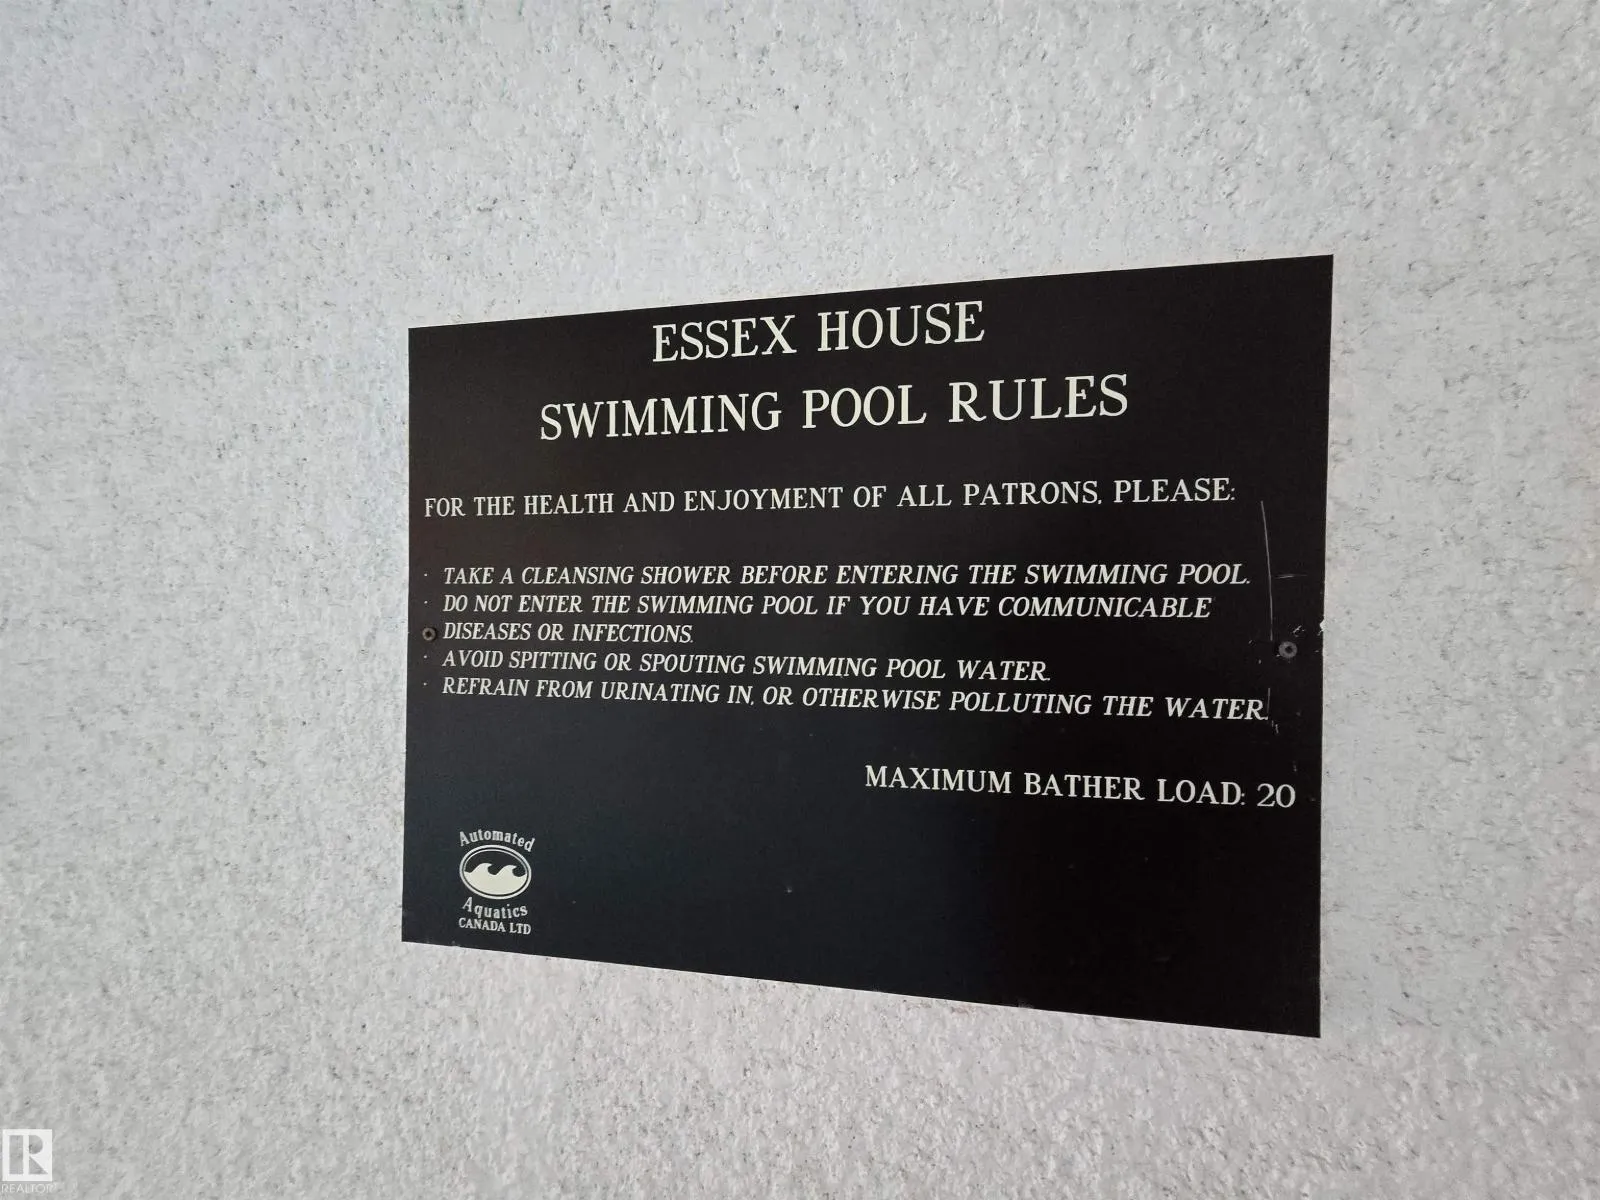 ESSEX HOUSE
SWIMMING POOL RULES
FOR THE HEALTH AND ENJOYMENT OF ALL PATRONS, PLEASE:
· TAKE A CLEANSING SHOWER BEFORE ENTERING THE SWIMMING POOL.
· DO NOT ENTER THE SWIMMING POOL IF YOU HAVE COMMUNICABLE
DISEASES OR INFECTIONS.
· AVOID SPITTING OR SPOUTING SWIMMING POOL WATER.
· REFRAIN FROM URINATING IN, OR OTHERWISE POLLUTING THE WATER.
MAXIMUM BATHER LOAD: 20
Automated
Aquatics
CANADA LTD
R
REALTOR